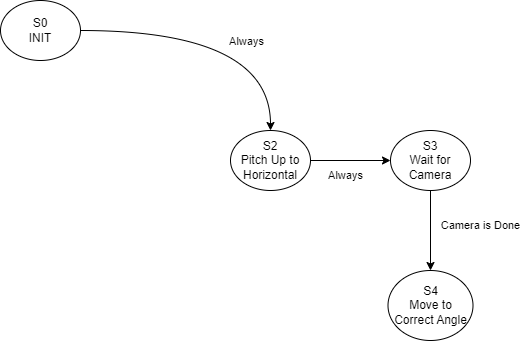 S0
INIT
Always
S2
Pitch Up to
Horizontal
Always
S3
Wait for
Camera
Camera is Done
S4
Move to
Correct Angle